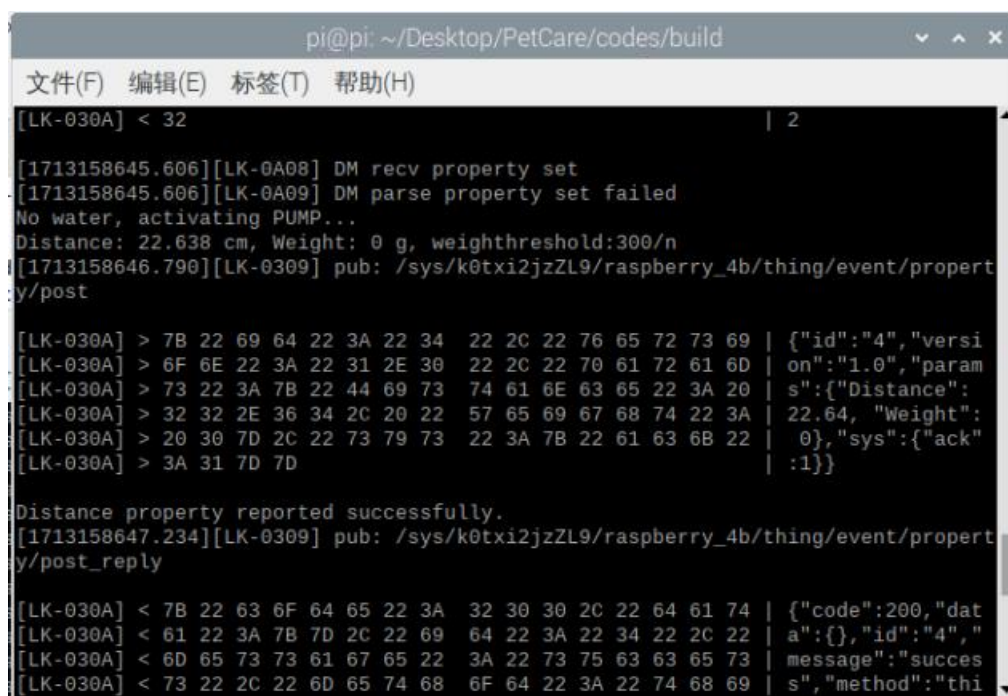 pi@pi: ~/Desktop/PetCare/codes/build
文件(F) 编辑(E) 标签(T) 帮助(H)
[LK-030A] < 32 | 2
[1713158645.606][LK-0A08] DM recv property set
[1713158645.606][LK-0A09] DM parse property set failed
No water, activating PUMP...
Distance: 22.638 cm, Weight: 0 g, weighthreshold:300/n
[1713158646.790][LK-0309] pub: /sys/k0txi2jzZL9/raspberry_4b/thing/event/propert
y/post
[LK-030A] > 7B 22 69 64 22 3A 22 34 22 2C 22 76 65 72 73 69 | {"id":"4","versi
[LK-030A] > 6F 6E 22 3A 22 31 2E 30 22 2C 22 70 61 72 61 6D | on":"1.0","param
[LK-030A] > 73 22 3A 7B 22 44 69 73 74 61 6E 63 65 22 3A 20 | s":{"Distance":
[LK-030A] > 32 32 2E 36 34 2C 20 22 57 65 69 67 68 74 22 3A | 22.64, "Weight":
[LK-030A] > 20 30 7D 2C 22 73 79 73 22 3A 7B 22 61 63 6B 22 | 0},"sys":{"ack"
[LK-030A] > 3A 31 7D 7D | :1}}
Distance property reported successfully.
[1713158647.234][LK-0309] pub: /sys/k0txi2jzZL9/raspberry_4b/thing/event/propert
y/post_reply
[LK-030A] < 7B 22 63 6F 64 65 22 3A 32 30 30 2C 22 64 61 74 | {"code":200,"dat
[LK-030A] < 61 22 3A 7B 7D 2C 22 69 64 22 3A 22 34 22 2C 22 | a":{},"id":"4","
[LK-030A] < 6D 65 73 73 61 67 65 22 3A 22 73 75 63 63 65 73 | message":"succes
[LK-030A] < 73 22 2C 22 6D 65 74 68 6F 64 22 3A 22 74 68 69 | s","method":"thi